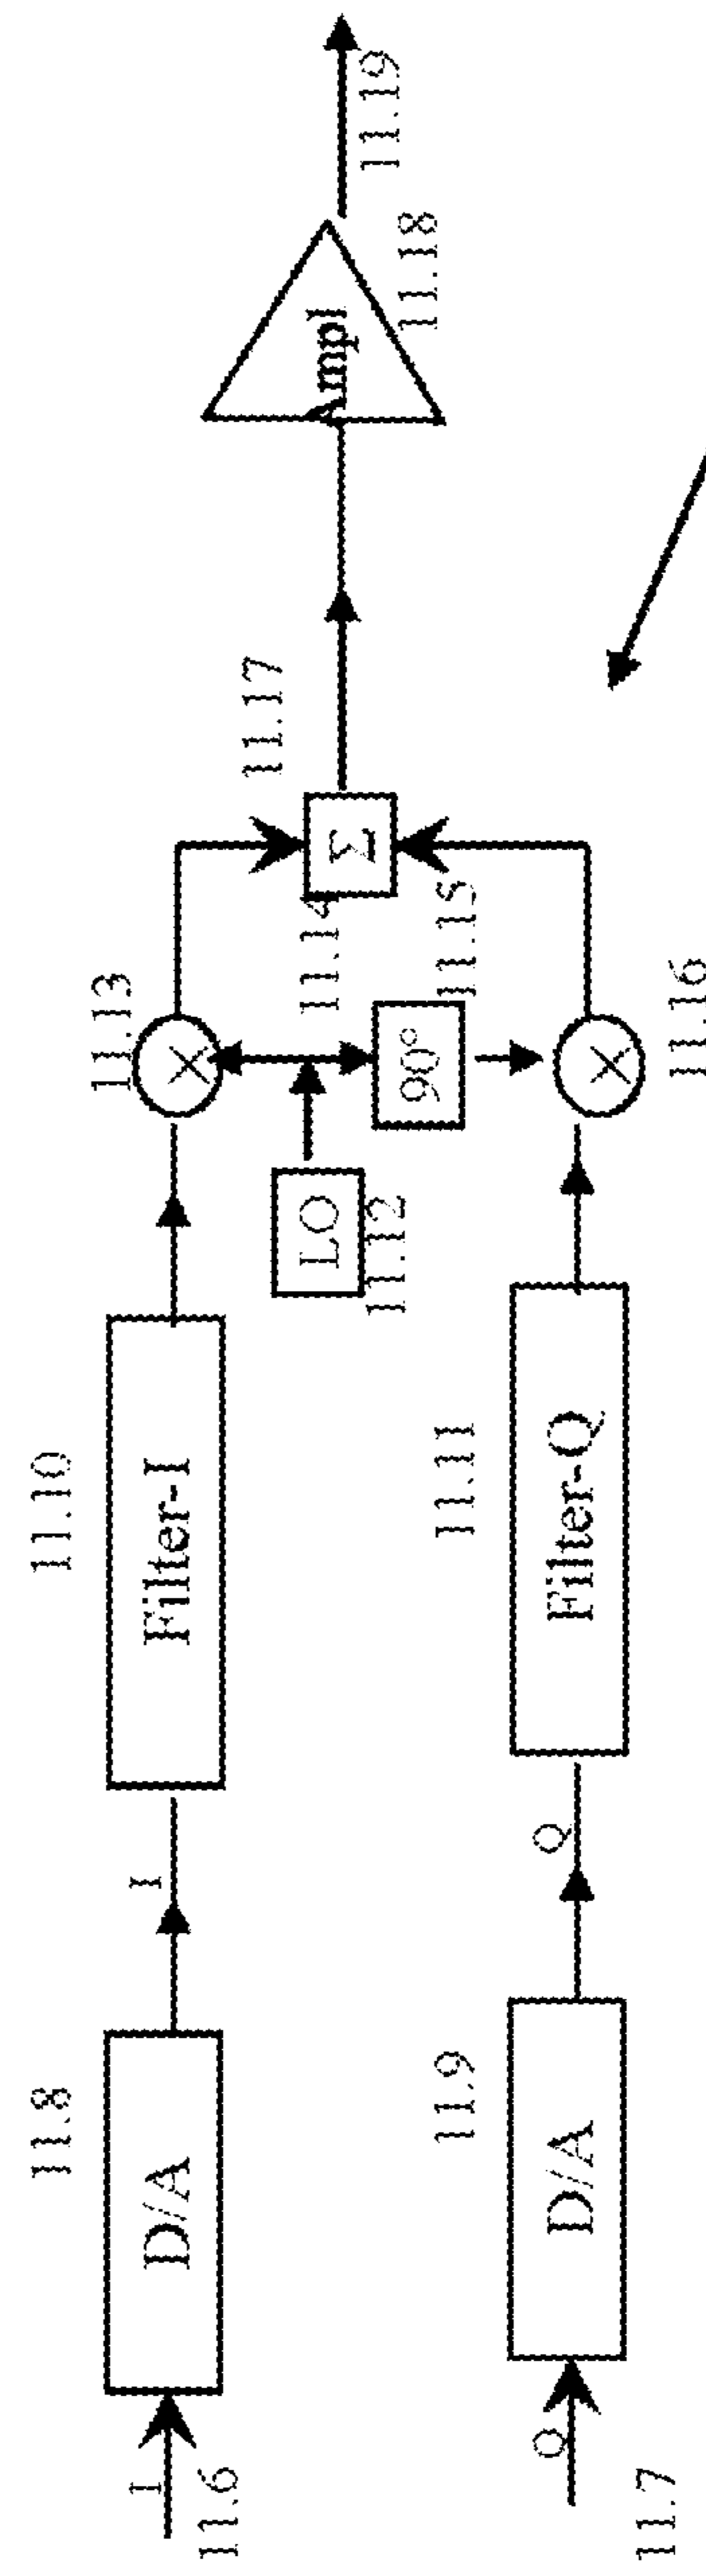 I
11.6
D/A
11.8
I
Filter-I
11.10
11.13
X
LO
11.12
11.14
90°
11.15
Σ
11.17
Ampl
11.18
11.19
Q
11.7
D/A
11.9
Q
Filter-Q
11.11
X
11.16